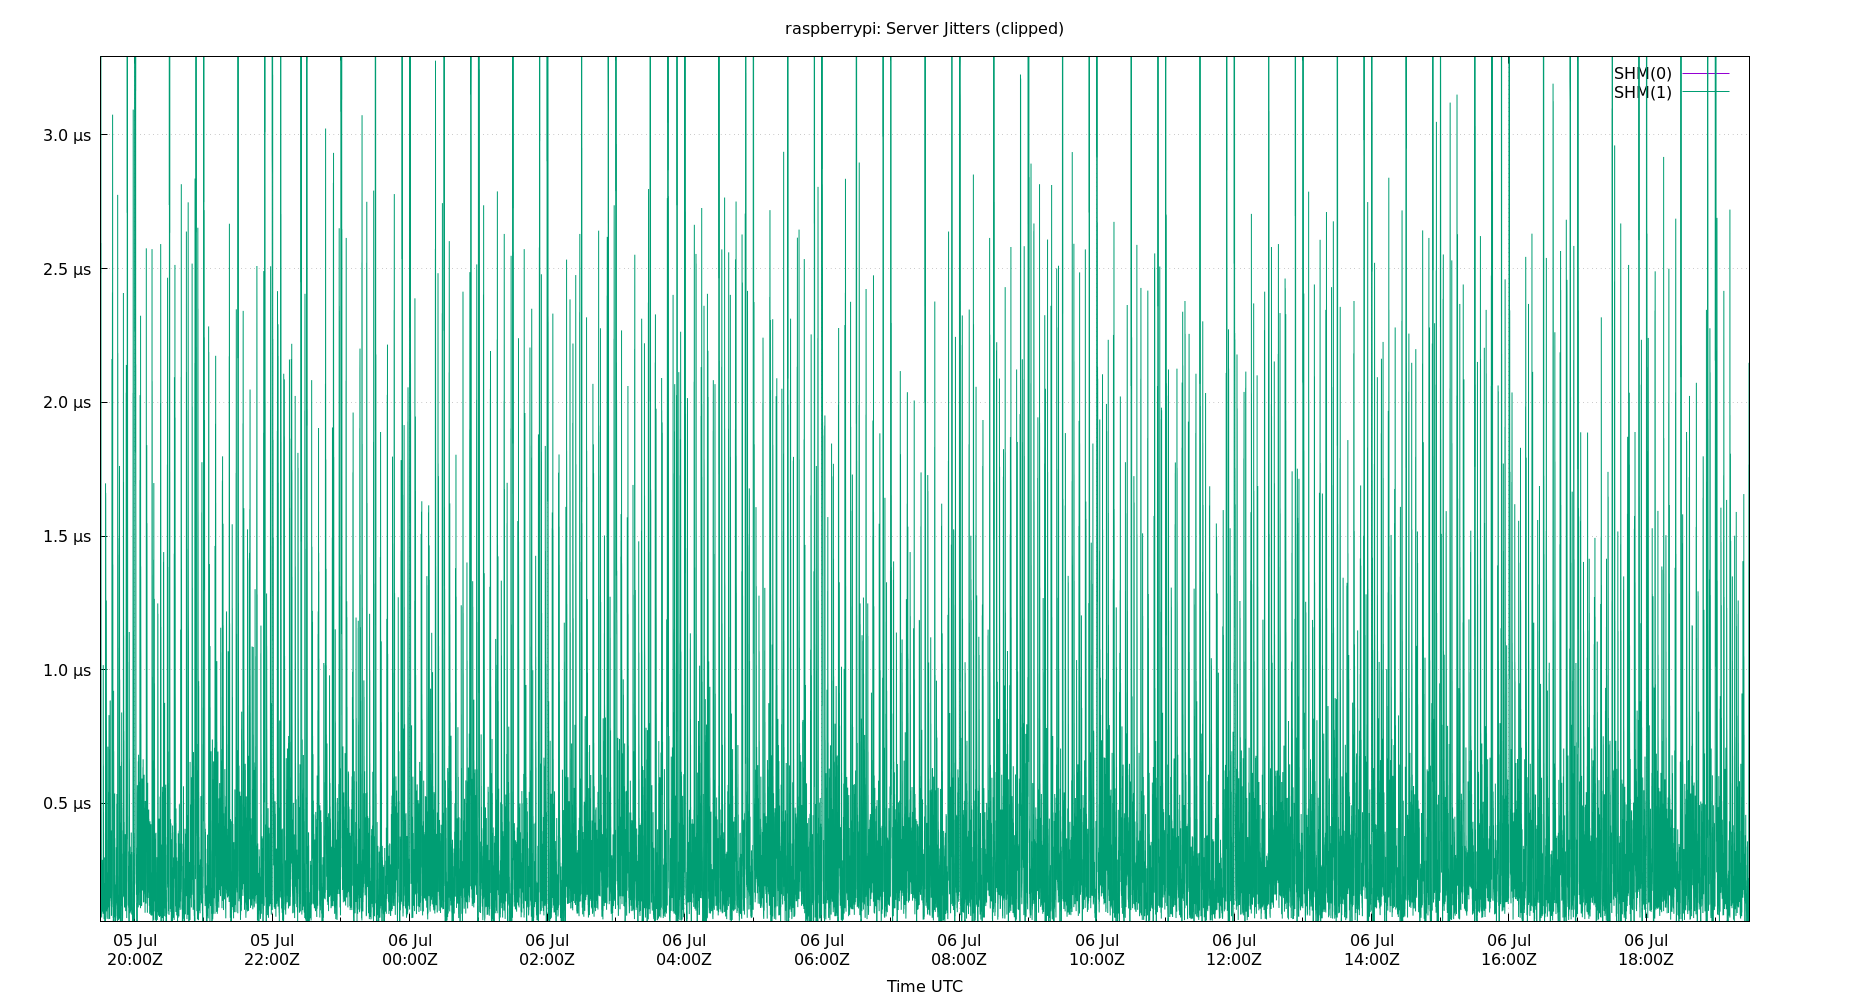 raspberrypi: Server Jitters (clipped)
SHM(0)
SHM(1)
3.0 µs
2.5 µs
2.0 µs
1.5 µs
1.0 µs
0.5 µs
05 Jul 05 Jul 06 Jul 06 Jul 06 Jul 06 Jul 06 Jul 06 Jul 06 Jul 06 Jul 06 Jul 06 Jul
20:00Z 22:00Z 00:00Z 02:00Z 04:00Z 06:00Z 08:00Z 10:00Z 12:00Z 14:00Z 16:00Z 18:00Z
Time UTC